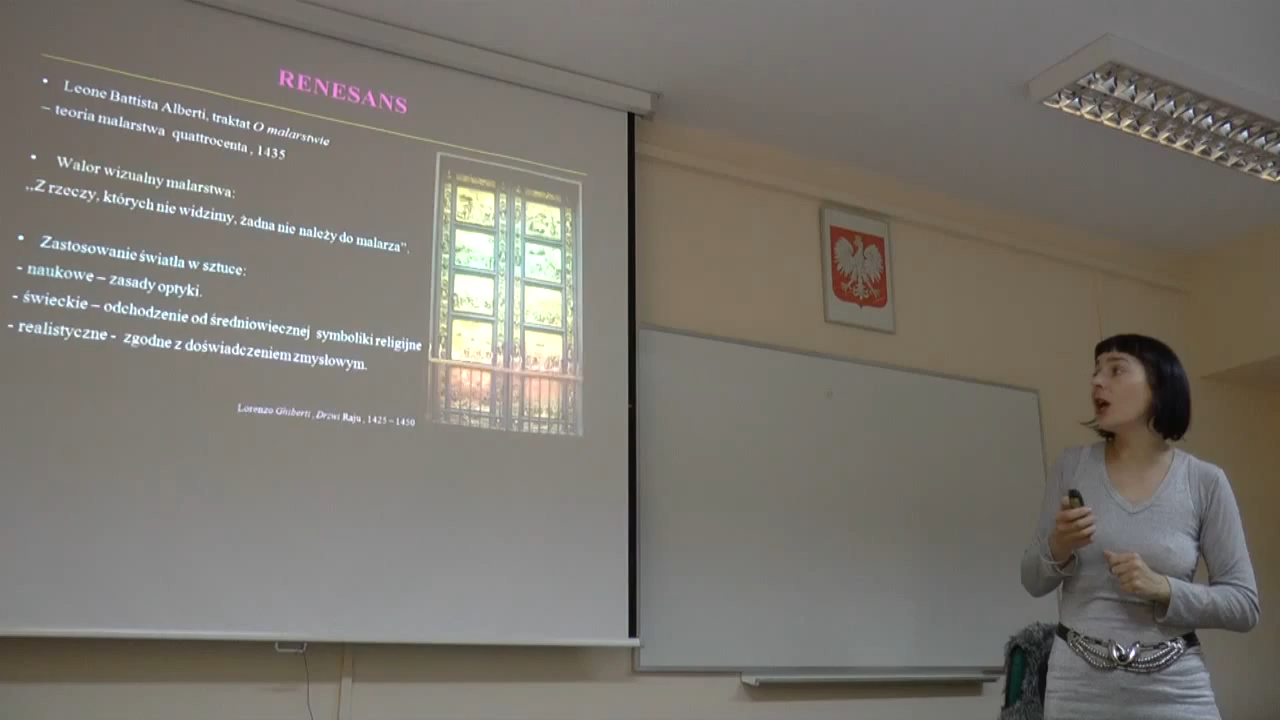 RENESANS
• Leone Battista Alberti, traktat O malarstwie
– teoria malarstwa quattrocenta , 1435
• Walor wizualny malarstwa:
„Z rzeczy, których nie widzimy, żadna nie należy do malarza”.
• Zastosowanie światła w sztuce:
- naukowe – zasady optyki.
- świeckie – odchodzenie od średniowiecznej symboliki religijne
- realistyczne - zgodne z doświadczeniem zmysłowym.
Lorenzo Ghiberti , Drzwi Raju , 1425 – 1450